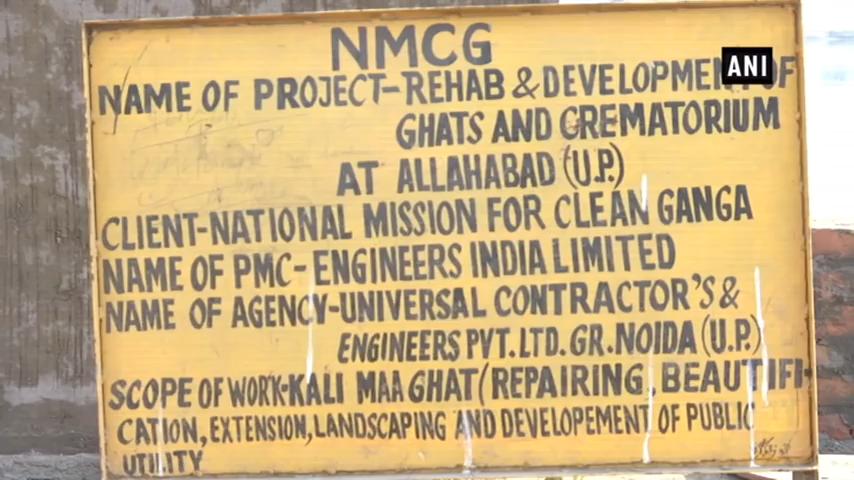 NMCG
ANI
NAME OF PROJECT-REHAB & DEVELOPMENT OF
GHATS AND CREMATORIUM
AT ALLAHABAD (U.P.)
CLIENT-NATIONAL MISSION FOR CLEAN GANGA
NAME OF PMC-ENGINEERS INDIA LIMITED
NAME OF AGENCY-UNIVERSAL CONTRACTOR'S &
ENGINEERS PVT.LTD.GR.NOIDA (U.P.)
SCOPE OF WORK-KALI MAA GHAT (REPAIRING, BEAUTIFI-
CATION, EXTENSION, LANDSCAPING AND DEVELOPEMENT OF PUBLIC
UTILITY